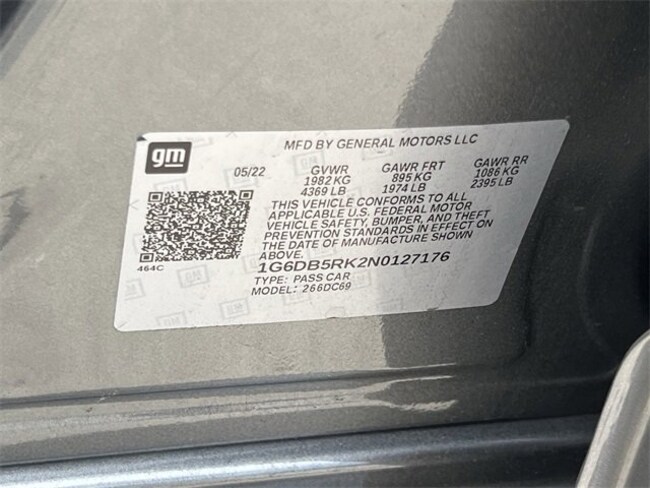 gm
MFD BY GENERAL MOTORS LLC
05/22 GVWR GAWR FRT GAWR RR
1982 KG 895 KG 1086 KG
4369 LB 1974 LB 2395 LB
THIS VEHICLE CONFORMS TO ALL
APPLICABLE U.S. FEDERAL MOTOR
VEHICLE SAFETY, BUMPER, AND THEFT
PREVENTION STANDARDS IN EFFECT ON
THE DATE OF MANUFACTURE SHOWN
ABOVE.
464C
1G6DB5RK2N0127176
TYPE: PASS CAR
MODEL: 266DC69